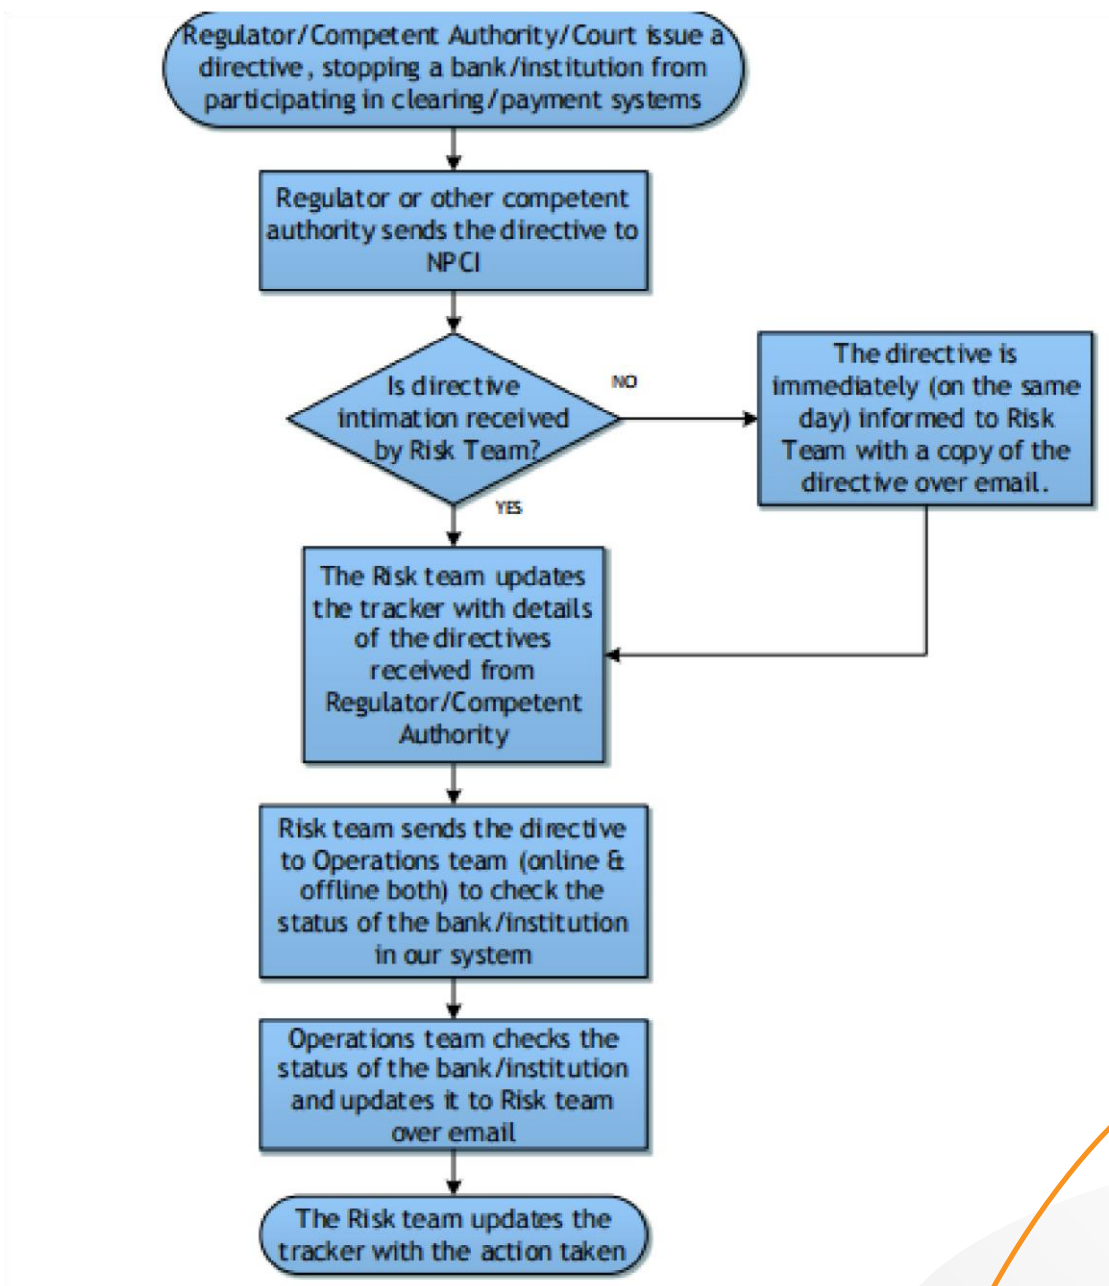 Regulator/Competent Authority/Court issue a
directive, stopping a bank/institution from
participating in clearing/payment systems
Regulator or other competent
authority sends the directive to
NPCI
Is directive
intimation received
by Risk Team?
NO
The directive is
immediately (on the same
day) informed to Risk
Team with a copy of the
directive over email.
YES
The Risk team updates
the tracker with details
of the directives
received from
Regulator/Competent
Authority
Risk team sends the directive
to Operations team (online &
offline both) to check the
status of the bank/institution
in our system
Operations team checks the
status of the bank/institution
and updates it to Risk team
over email
The Risk team updates the
tracker with the action taken